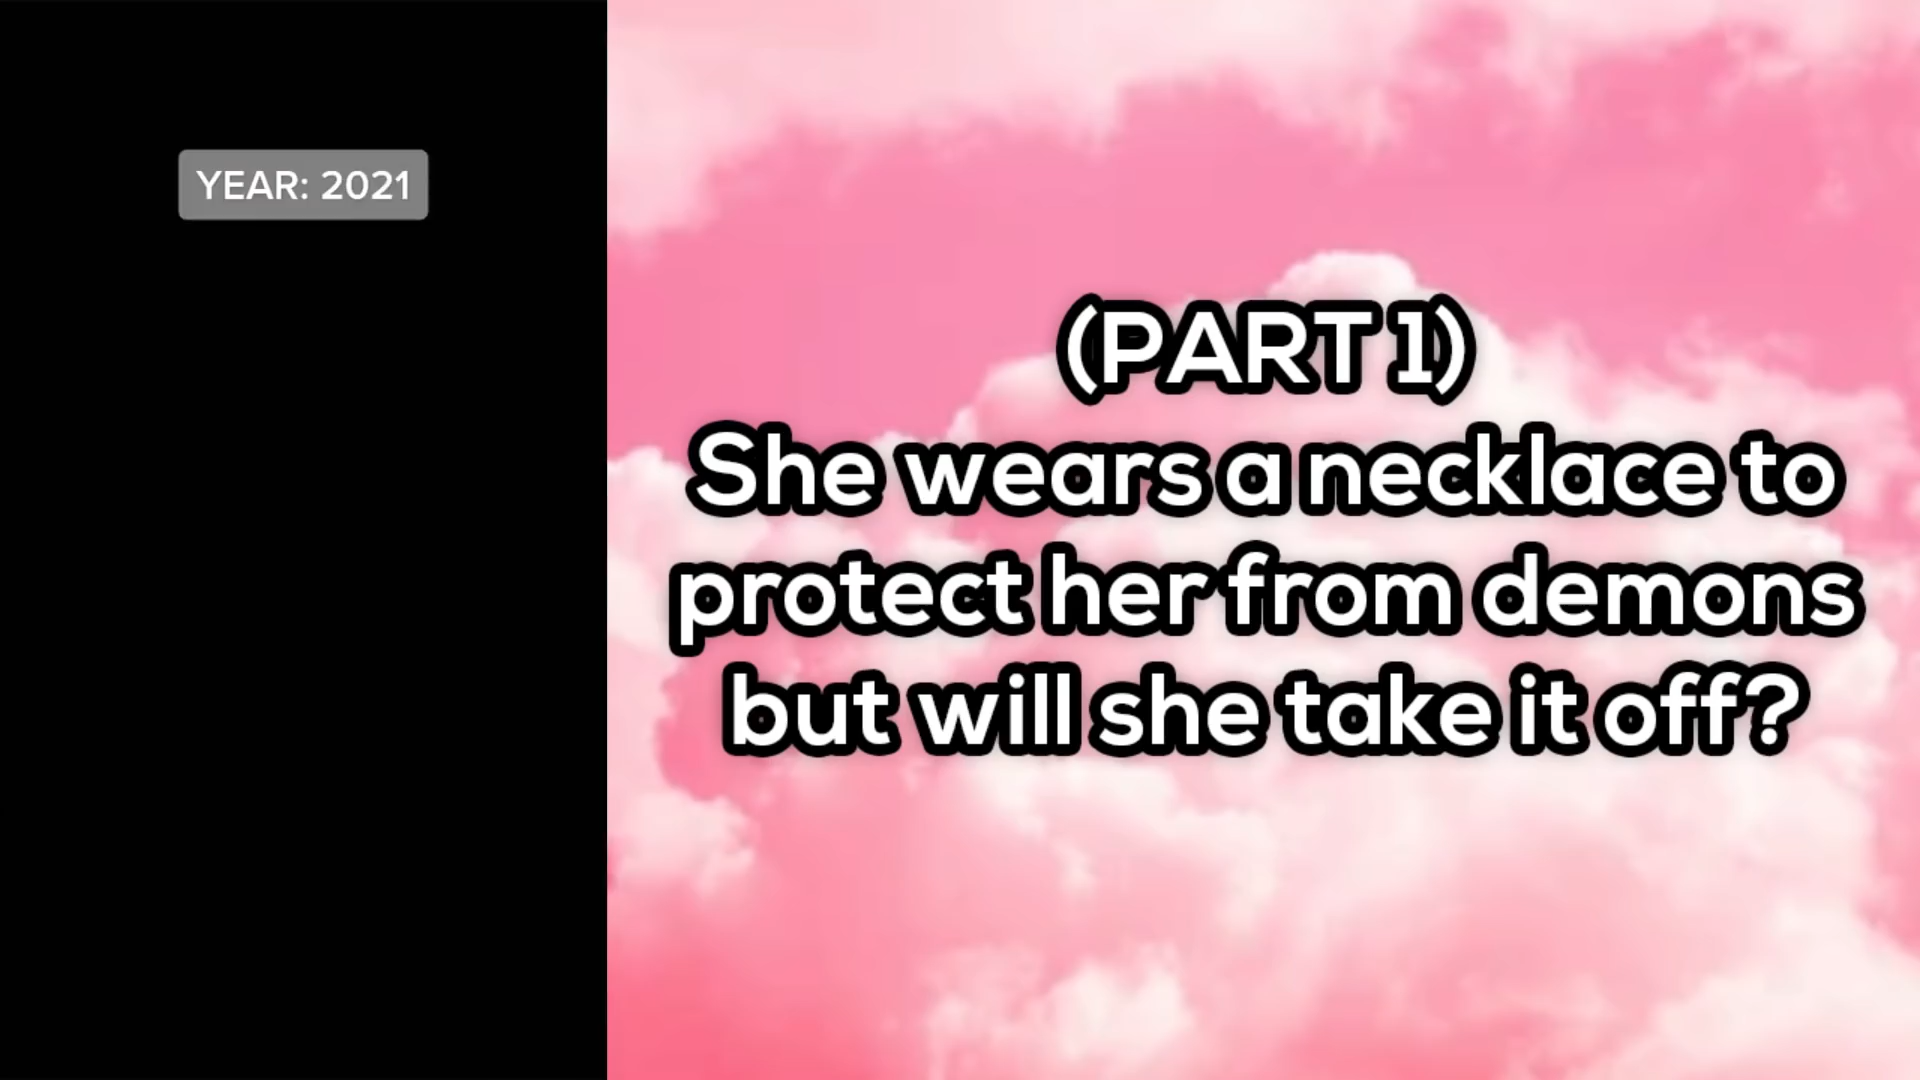 YEAR: 2021
(PART 1)
She wears a necklace to
protect her from demons
but will she take it off?